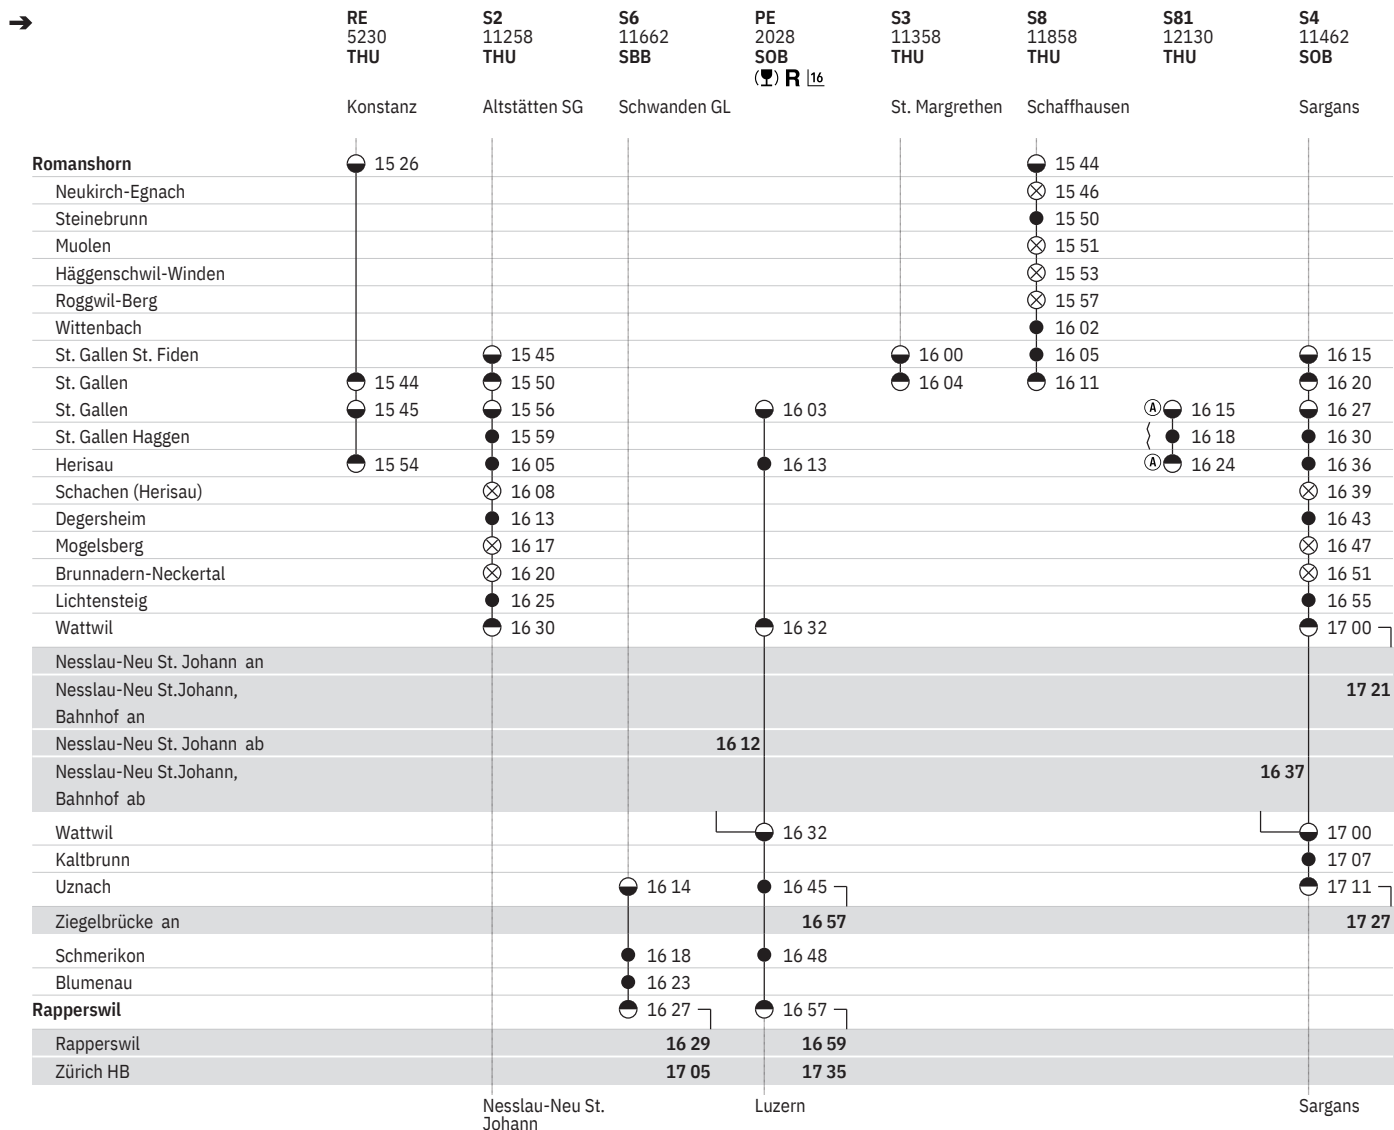 ➔ RE S2 S6 PE S3 S8 S81 S4
5230 11258 11662 2028 11358 11858 12130 11462
THU THU SBB SOB THU THU THU SOB
R 16
Konstanz Altstätten SG Schwanden GL St. Margrethen Schaffhausen Sargans
Romanshorn 15 26 15 44
Neukirch-Egnach 15 46
Steinebrunn 15 50
Muolen 15 51
Häggenschwil-Winden 15 53
Roggwil-Berg 15 57
Wittenbach 16 02
St. Gallen St. Fiden 15 45 16 00 16 05 16 15
St. Gallen 15 44 15 50 16 04 16 11 16 20
St. Gallen 15 45 15 56 16 03 A 16 15 16 27
St. Gallen Haggen 15 59 16 18 16 30
Herisau 15 54 16 05 16 13 A 16 24 16 36
Schachen (Herisau) 16 08 16 39
Degersheim 16 13 16 43
Mogelsberg 16 17 16 47
Brunnadern-Neckertal 16 20 16 51
Lichtensteig 16 25 16 55
Wattwil 16 30 16 32 17 00
Nesslau-Neu St. Johann an
Nesslau-Neu St.Johann, 17 21
Bahnhof an
Nesslau-Neu St. Johann ab 16 12
Nesslau-Neu St.Johann, 16 37
Bahnhof ab
Wattwil 16 32 17 00
Kaltbrunn 17 07
Uznach 16 14 16 45 17 11
Ziegelbrücke an 16 57 17 27
Schmerikon 16 18 16 48
Blumenau 16 23
Rapperswil 16 27 16 57
Rapperswil 16 29 16 59
Zürich HB 17 05 17 35
Nesslau-Neu St. Luzern Sargans
Johann